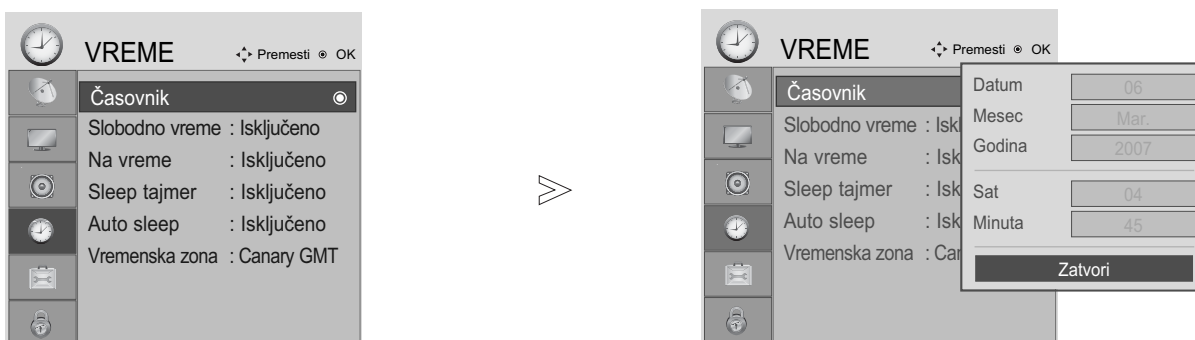 VREME Premesti OK
Časovnik
Slobodno vreme : Isključeno
Na vreme : Isključeno
Sleep tajmer : Isključeno
Auto sleep : Isključeno
Vremenska zona : Canary GMT
VREME Premesti OK
Časovnik
Slobodno vreme : Iskl
Na vreme : Isk
Sleep tajmer : Isk
Auto sleep : Isk
Vremenska zona : Can
Datum 06
Mesec Mar.
Godina 2007
Sat 04
Minuta 45
Zatvori